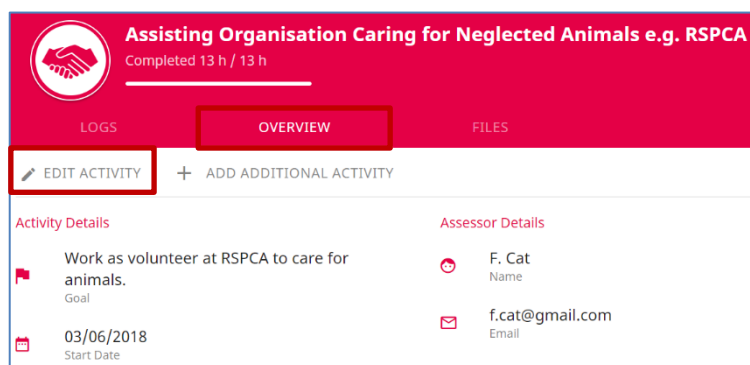 Assisting Organisation Caring for Neglected Animals e.g. RSPCA
Completed 13 h / 13 h
LOGS OVERVIEW FILES
EDIT ACTIVITY + ADD ADDITIONAL ACTIVITY
Activity Details
Work as volunteer at RSPCA to care for
animals.
Goal
03/06/2018
Start Date
Assessor Details
F. Cat
Name
f.cat@gmail.com
Email